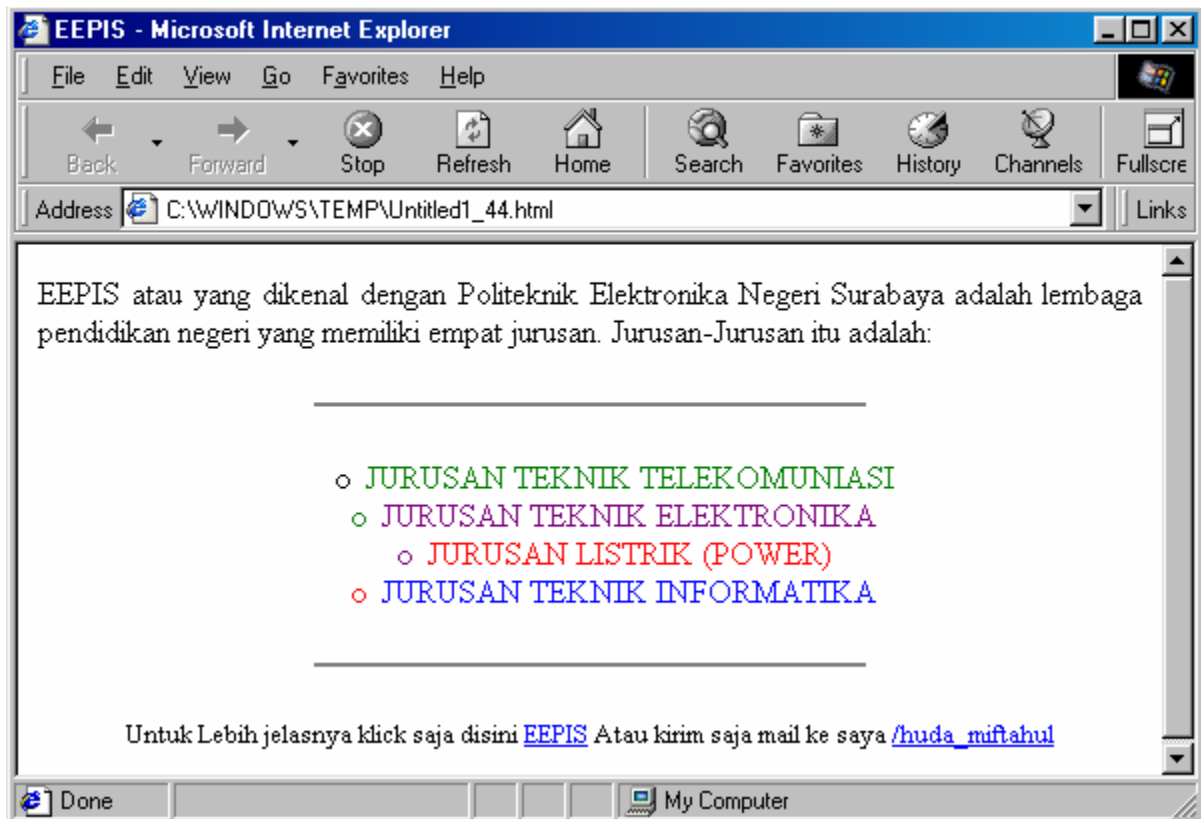 EEPIS - Microsoft Internet Explorer
File Edit View Go Favorites Help
Back Forward Stop Refresh Home Search Favorites History Channels Fullscre
Address C:\WINDOWS\TEMP\Untitled1_44.html Links
EEPIS atau yang dikenal dengan Politeknik Elektronika Negeri Surabaya adalah lembaga
pendidikan negeri yang memiliki empat jurusan. Jurusan-Jurusan itu adalah:
o JURUSAN TEKNIK TELEKOMUNIASI
o JURUSAN TEKNIK ELEKTRONIKA
o JURUSAN LISTRIK (POWER)
o JURUSAN TEKNIK INFORMATIKA
Untuk Lebih jelasnya klick saja disini EEPIS Atau kirim saja mail ke saya /huda_miftahul
Done My Computer